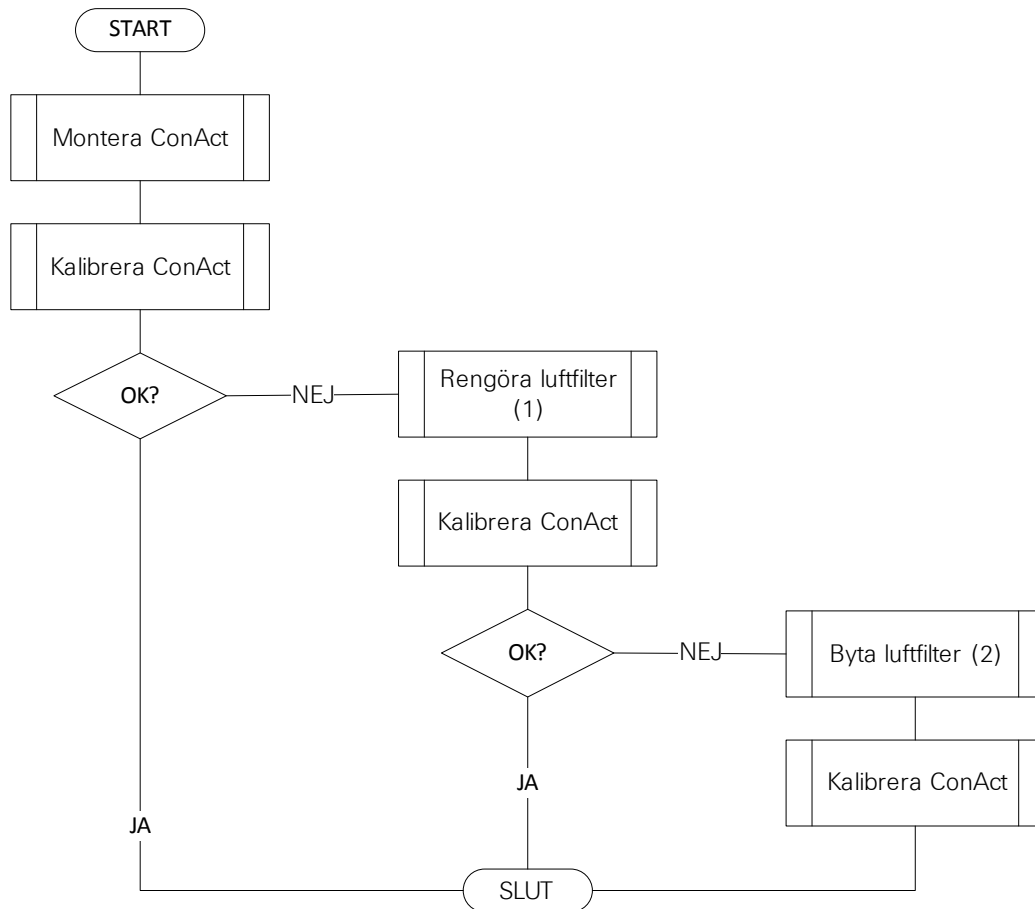 START
Montera ConAct
Kalibrera ConAct
OK?
NEJ
Rengöra luftfilter
(1)
Kalibrera ConAct
OK?
NEJ
Byta luftfilter (2)
Kalibrera ConAct
JA
JA
SLUT